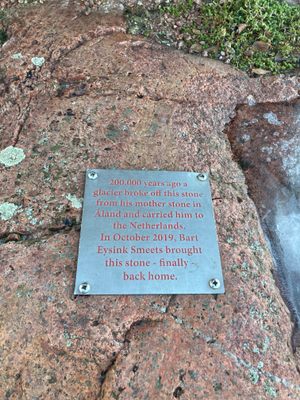 200.000 years ago a
glacier broke off this stone
from his mother stone in
Åland and carried him to
the Netherlands.
In October 2019, Bart
Eysink Smeets brought
this stone - finally -
back home.